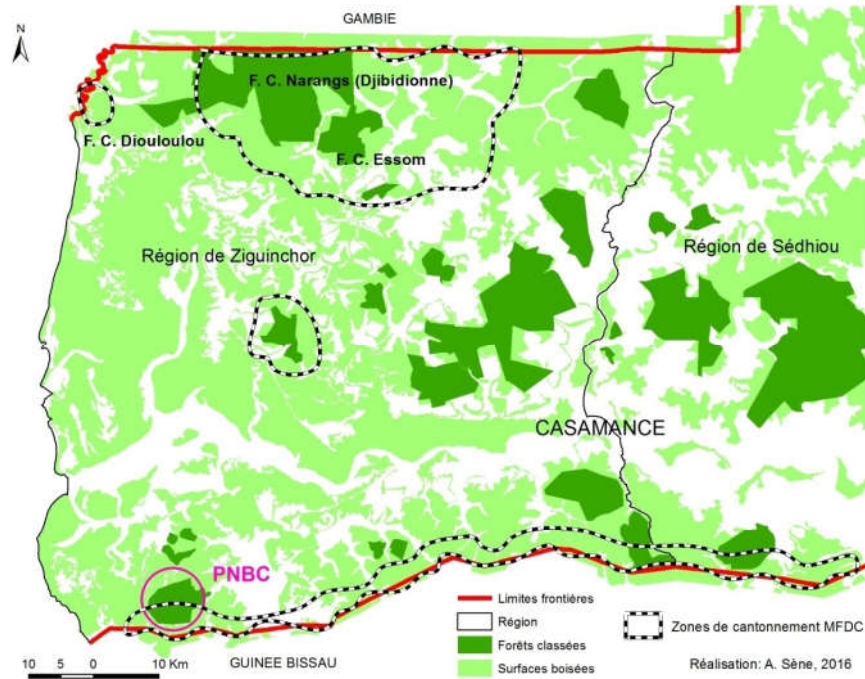 GAMBIE
N
F. C. Narangs (Djibidionne)
F. C. Diouloulou
F. C. Essom
Région de Ziguinchor
Région de Sédhiou
CASAMANCE
PNBC
Limites frontières
Région
Forêts classées
Surfaces boisées
Zones de cantonnement MFDC
10 5 0 10 Km
GUINEE BISSAU
Réalisation: A. Sène, 2016